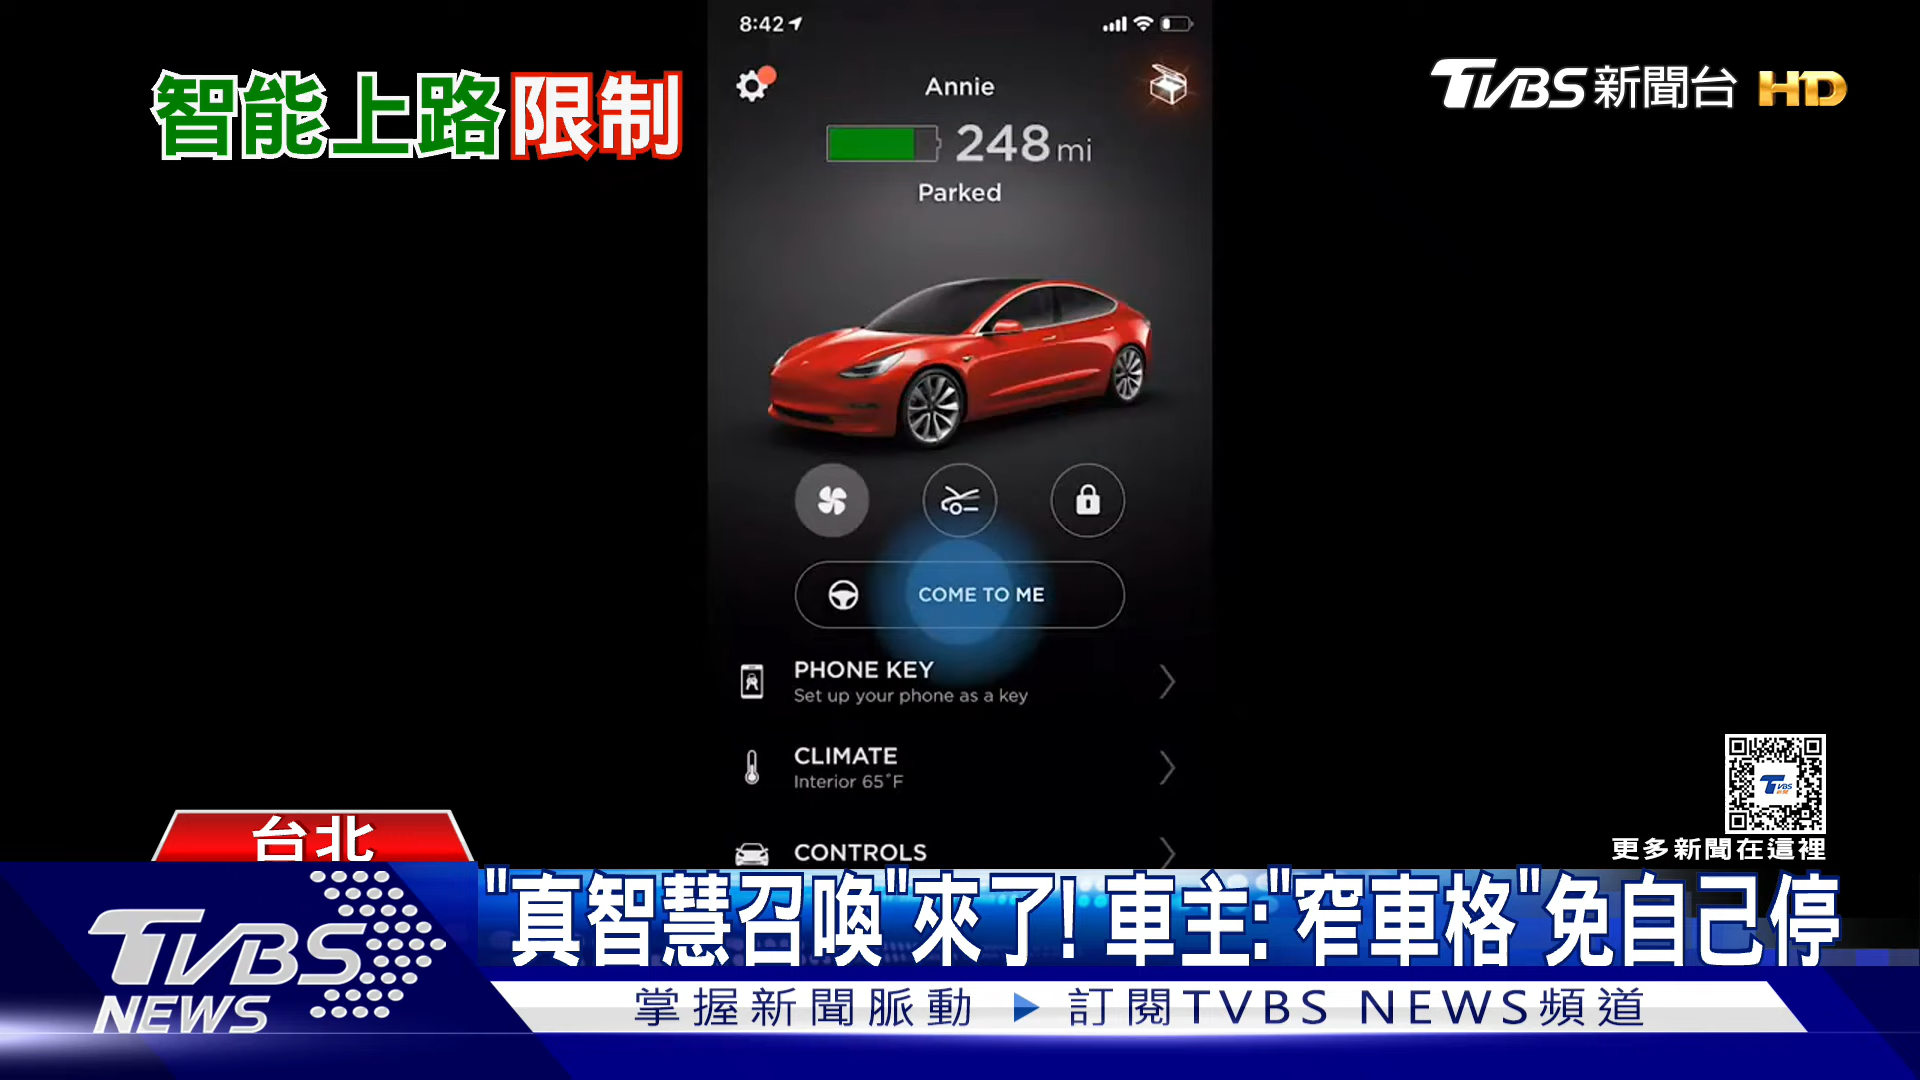 8:42
智能上路限制
TVBS新聞台 HD
Annie
248 mi
Parked
COME TO ME
PHONE KEY
Set up your phone as a key
CLIMATE
Interior 65°F
CONTROLS
TVBS
更多新聞在這裡
台北
"真智慧召喚"來了! 車主:"窄車格"免自己停
TVBS
NEWS
掌握新聞脈動 ▶ 訂閱TVBS NEWS頻道